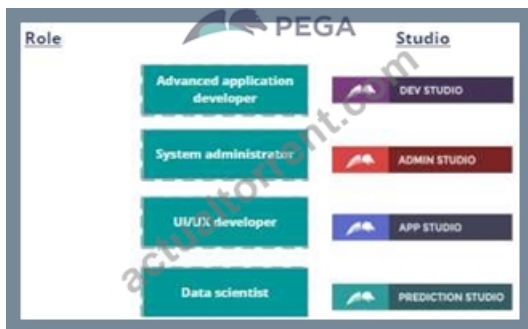 PEGA
Role
Studio
Advanced application
developer
DEV STUDIO
System administrator
ADMIN STUDIO
UI/UX developer
APP STUDIO
Data scientist
PREDICTION STUDIO
actualtorrent.com